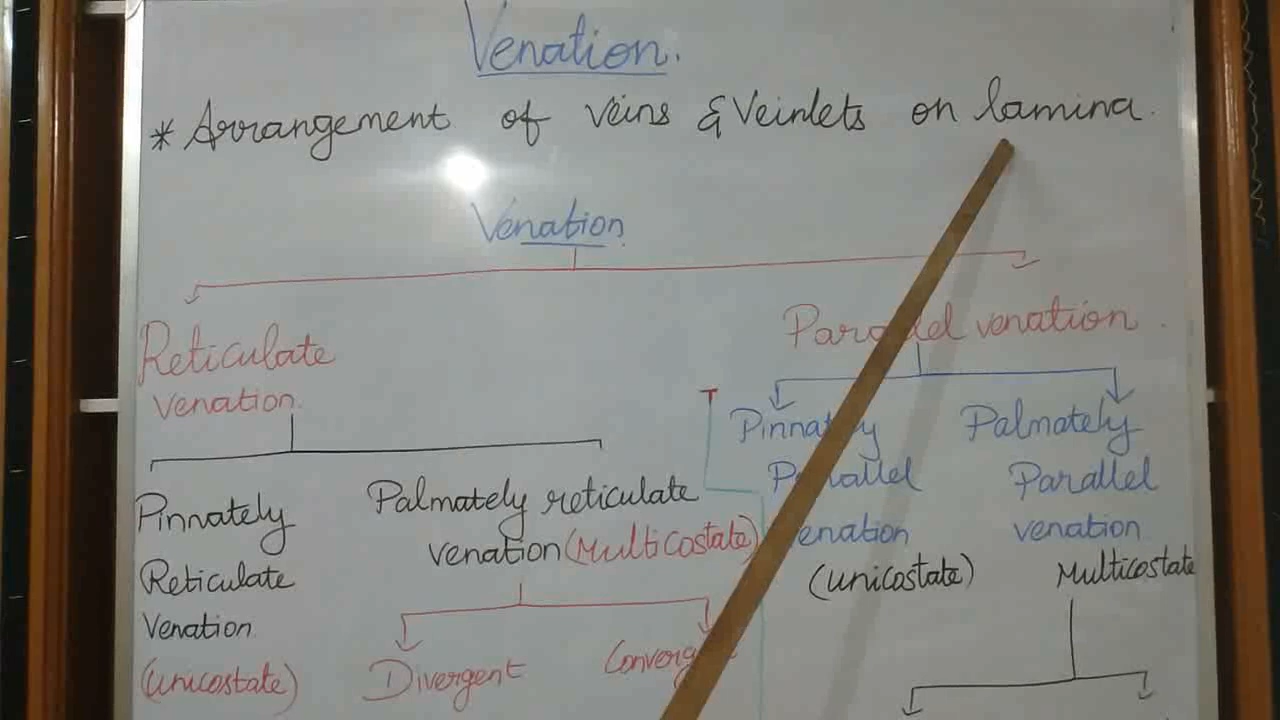 Venation.
* Arrangement of veins & Veinlets on lamina.
Venation
Reticulate
venation
Parallel venation.
Pinnately
Reticulate
Venation
(unicostate)
Palmately reticulate
venation (Multicostate)
Divergent
Pinnately
Parallel
venation
(unicostate)
Palmately
Parallel
venation
Multicostate